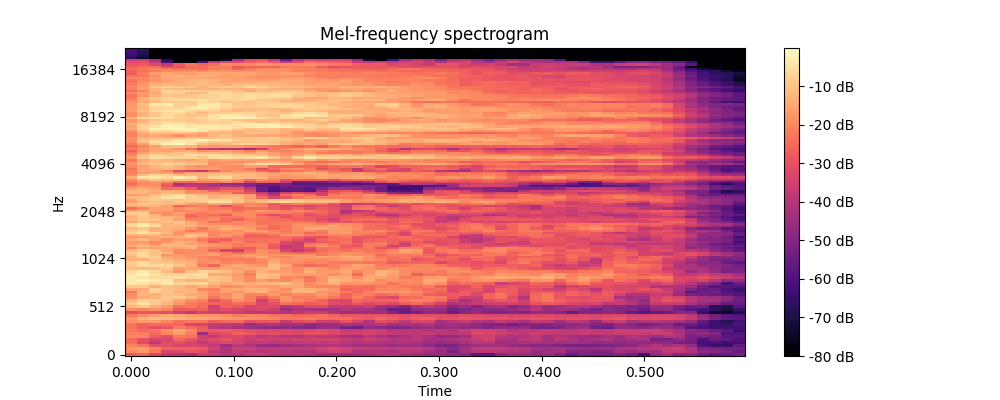 Mel-frequency spectrogram
16384
8192
4096
2048
1024
512
0
Hz
0.000 0.100 0.200 0.300 0.400 0.500
Time
-10 dB
-20 dB
-30 dB
-40 dB
-50 dB
-60 dB
-70 dB
-80 dB